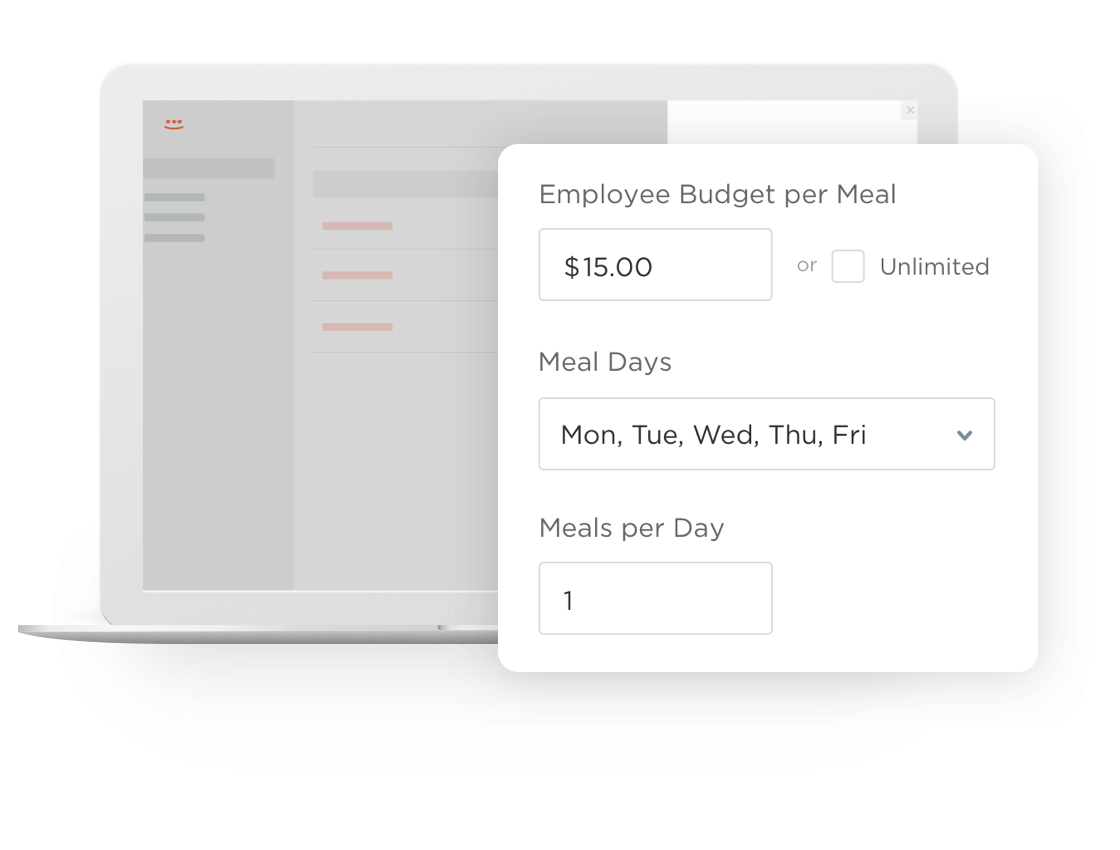 Employee Budget per Meal
$15.00 or Unlimited
Meal Days
Mon, Tue, Wed, Thu, Fri
Meals per Day
1